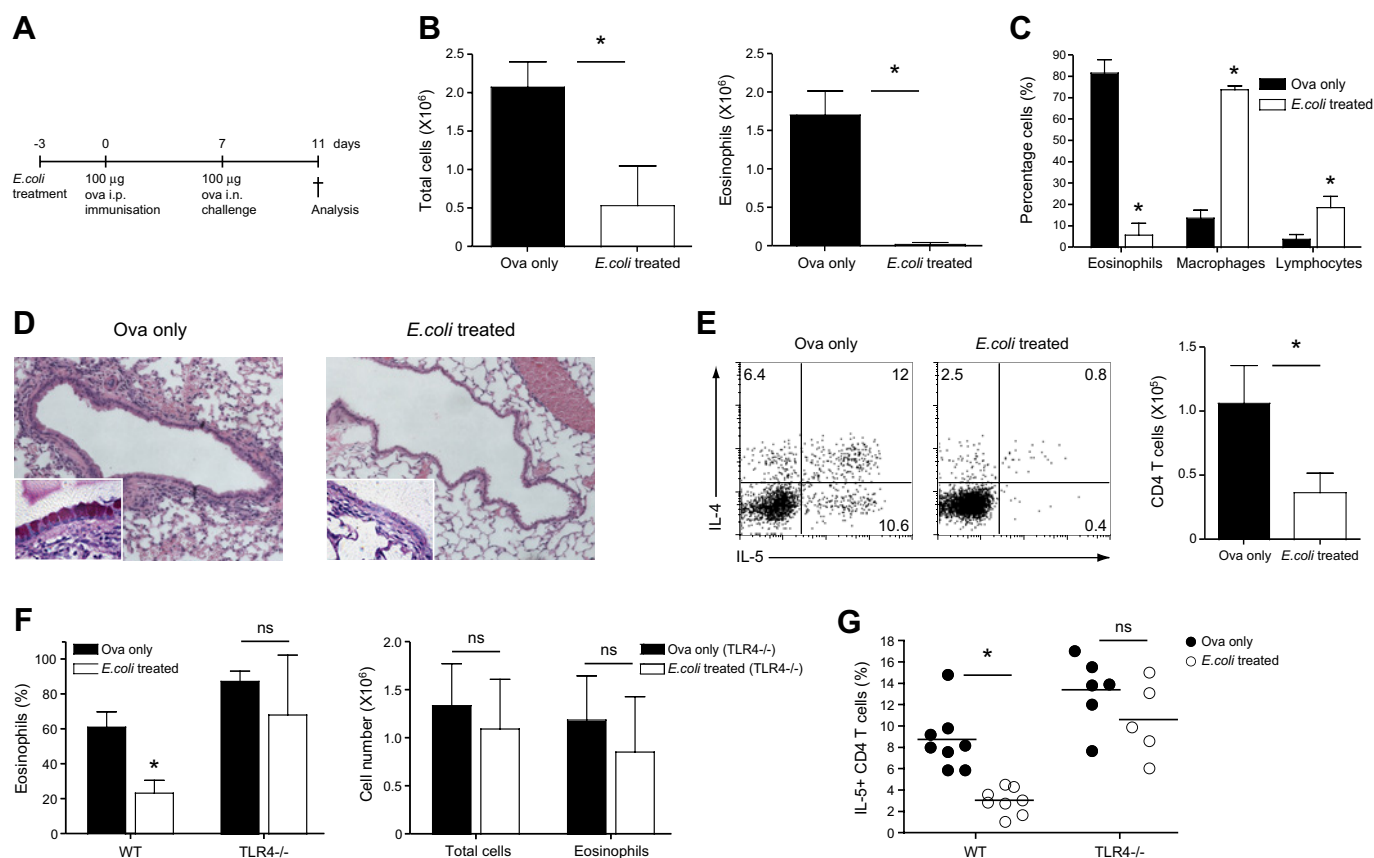 A
-3 0 7 11 days
E.coli treatment
100 µg ova i.p. immunisation
100 µg ova i.n. challenge
Analysis
B
Total cells (X10⁶)
2.5
2.0
1.5
1.0
0.5
0
*
Ova only E.coli treated
Eosinophils (X10⁶)
2.5
2.0
1.5
1.0
0.5
0
*
Ova only E.coli treated
C
Percentage cells (%)
90
80
70
60
50
40
30
20
10
0
*
*
*
Ova only
E.coli treated
Eosinophils Macrophages Lymphocytes
D
Ova only
E.coli treated
E
Ova only
6.4 12
10.6
E.coli treated
2.5 0.8
0.4
IL-4
IL-5
CD4 T cells (X10⁵)
1.5
1.0
0.5
0
*
Ova only E.coli treated
F
Ova only
E.coli treated
Eosinophils (%)
100
80
60
40
20
0
*
ns
WT TLR4-/-
Cell number (X10⁶)
2.0
1.5
1.0
0.5
0
ns
ns
Ova only (TLR4-/-)
E.coli treated (TLR4-/-)
Total cells Eosinophils
G
IL-5+ CD4 T cells (%)
18
16
14
12
10
8
6
4
2
0
*
ns
Ova only
E.coli treated
WT TLR4-/-